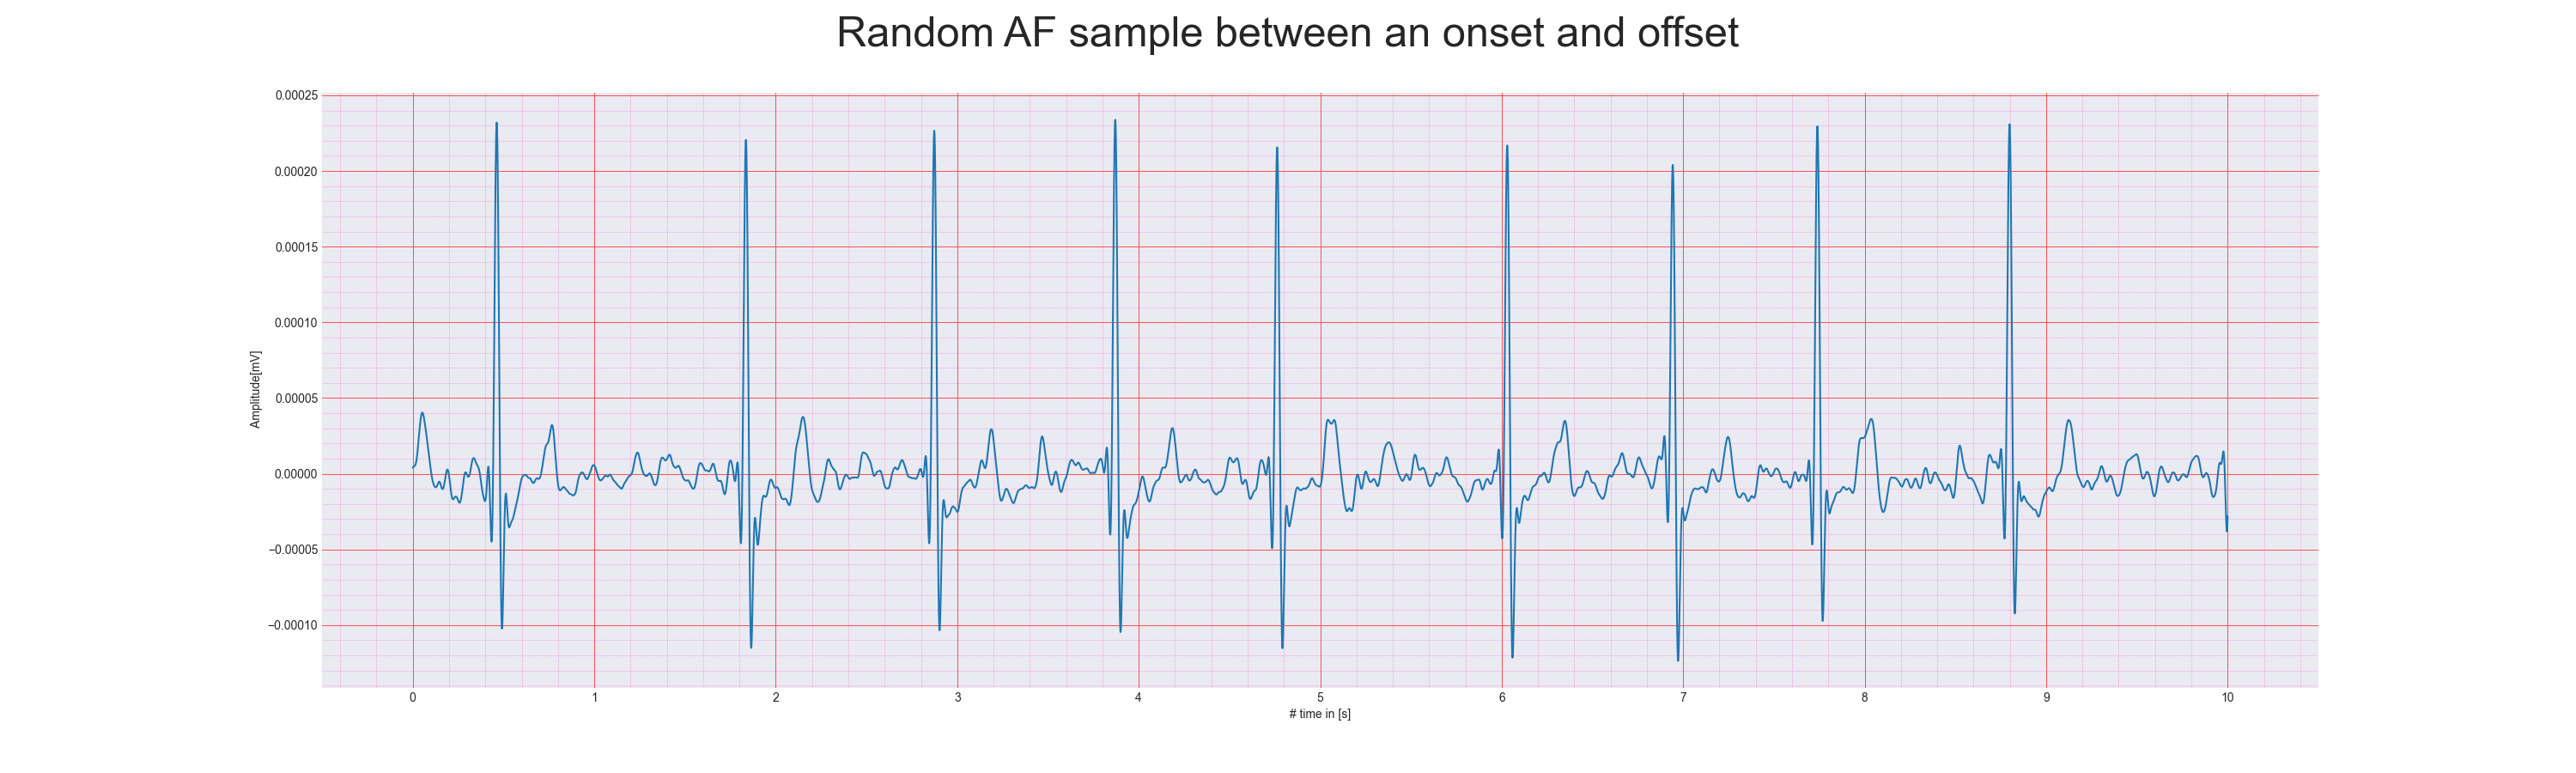 Random AF sample between an onset and offset
0.00025
0.00020
0.00015
0.00010
0.00005
0.00000
−0.00005
−0.00010
Amplitude[mV]
0 1 2 3 4 5 6 7 8 9 10
# time in [s]